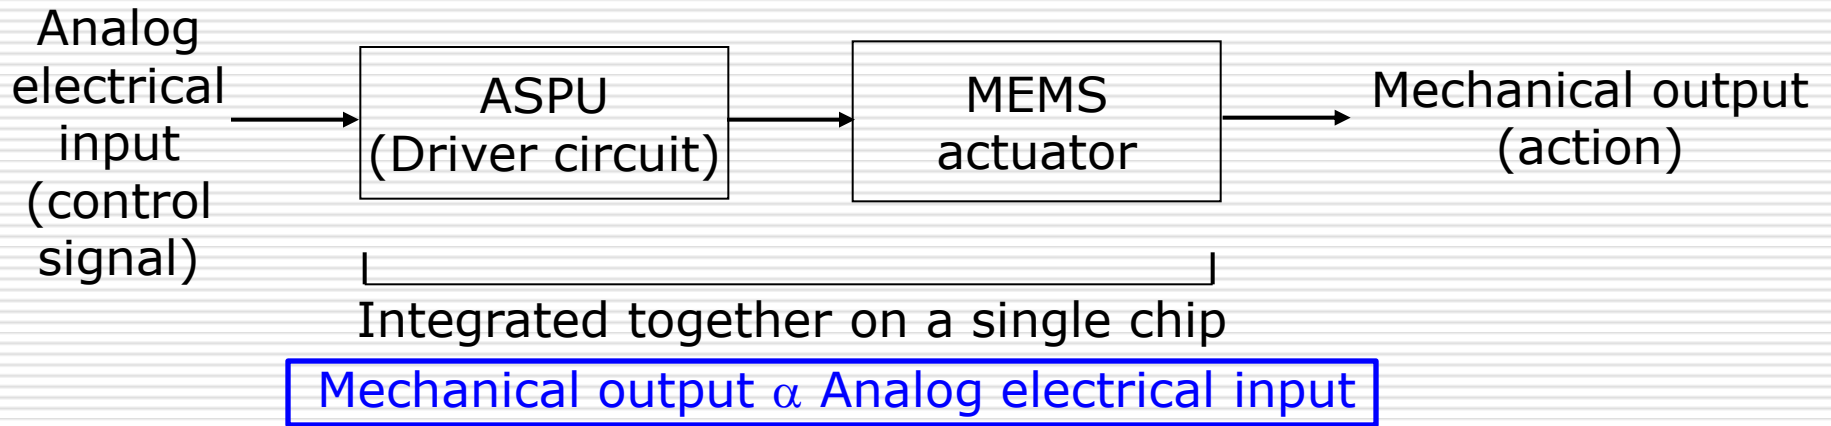 Analog
electrical
input
(control
signal)
ASPU
(Driver circuit)
MEMS
actuator
Mechanical output
(action)
Integrated together on a single chip
Mechanical output α Analog electrical input